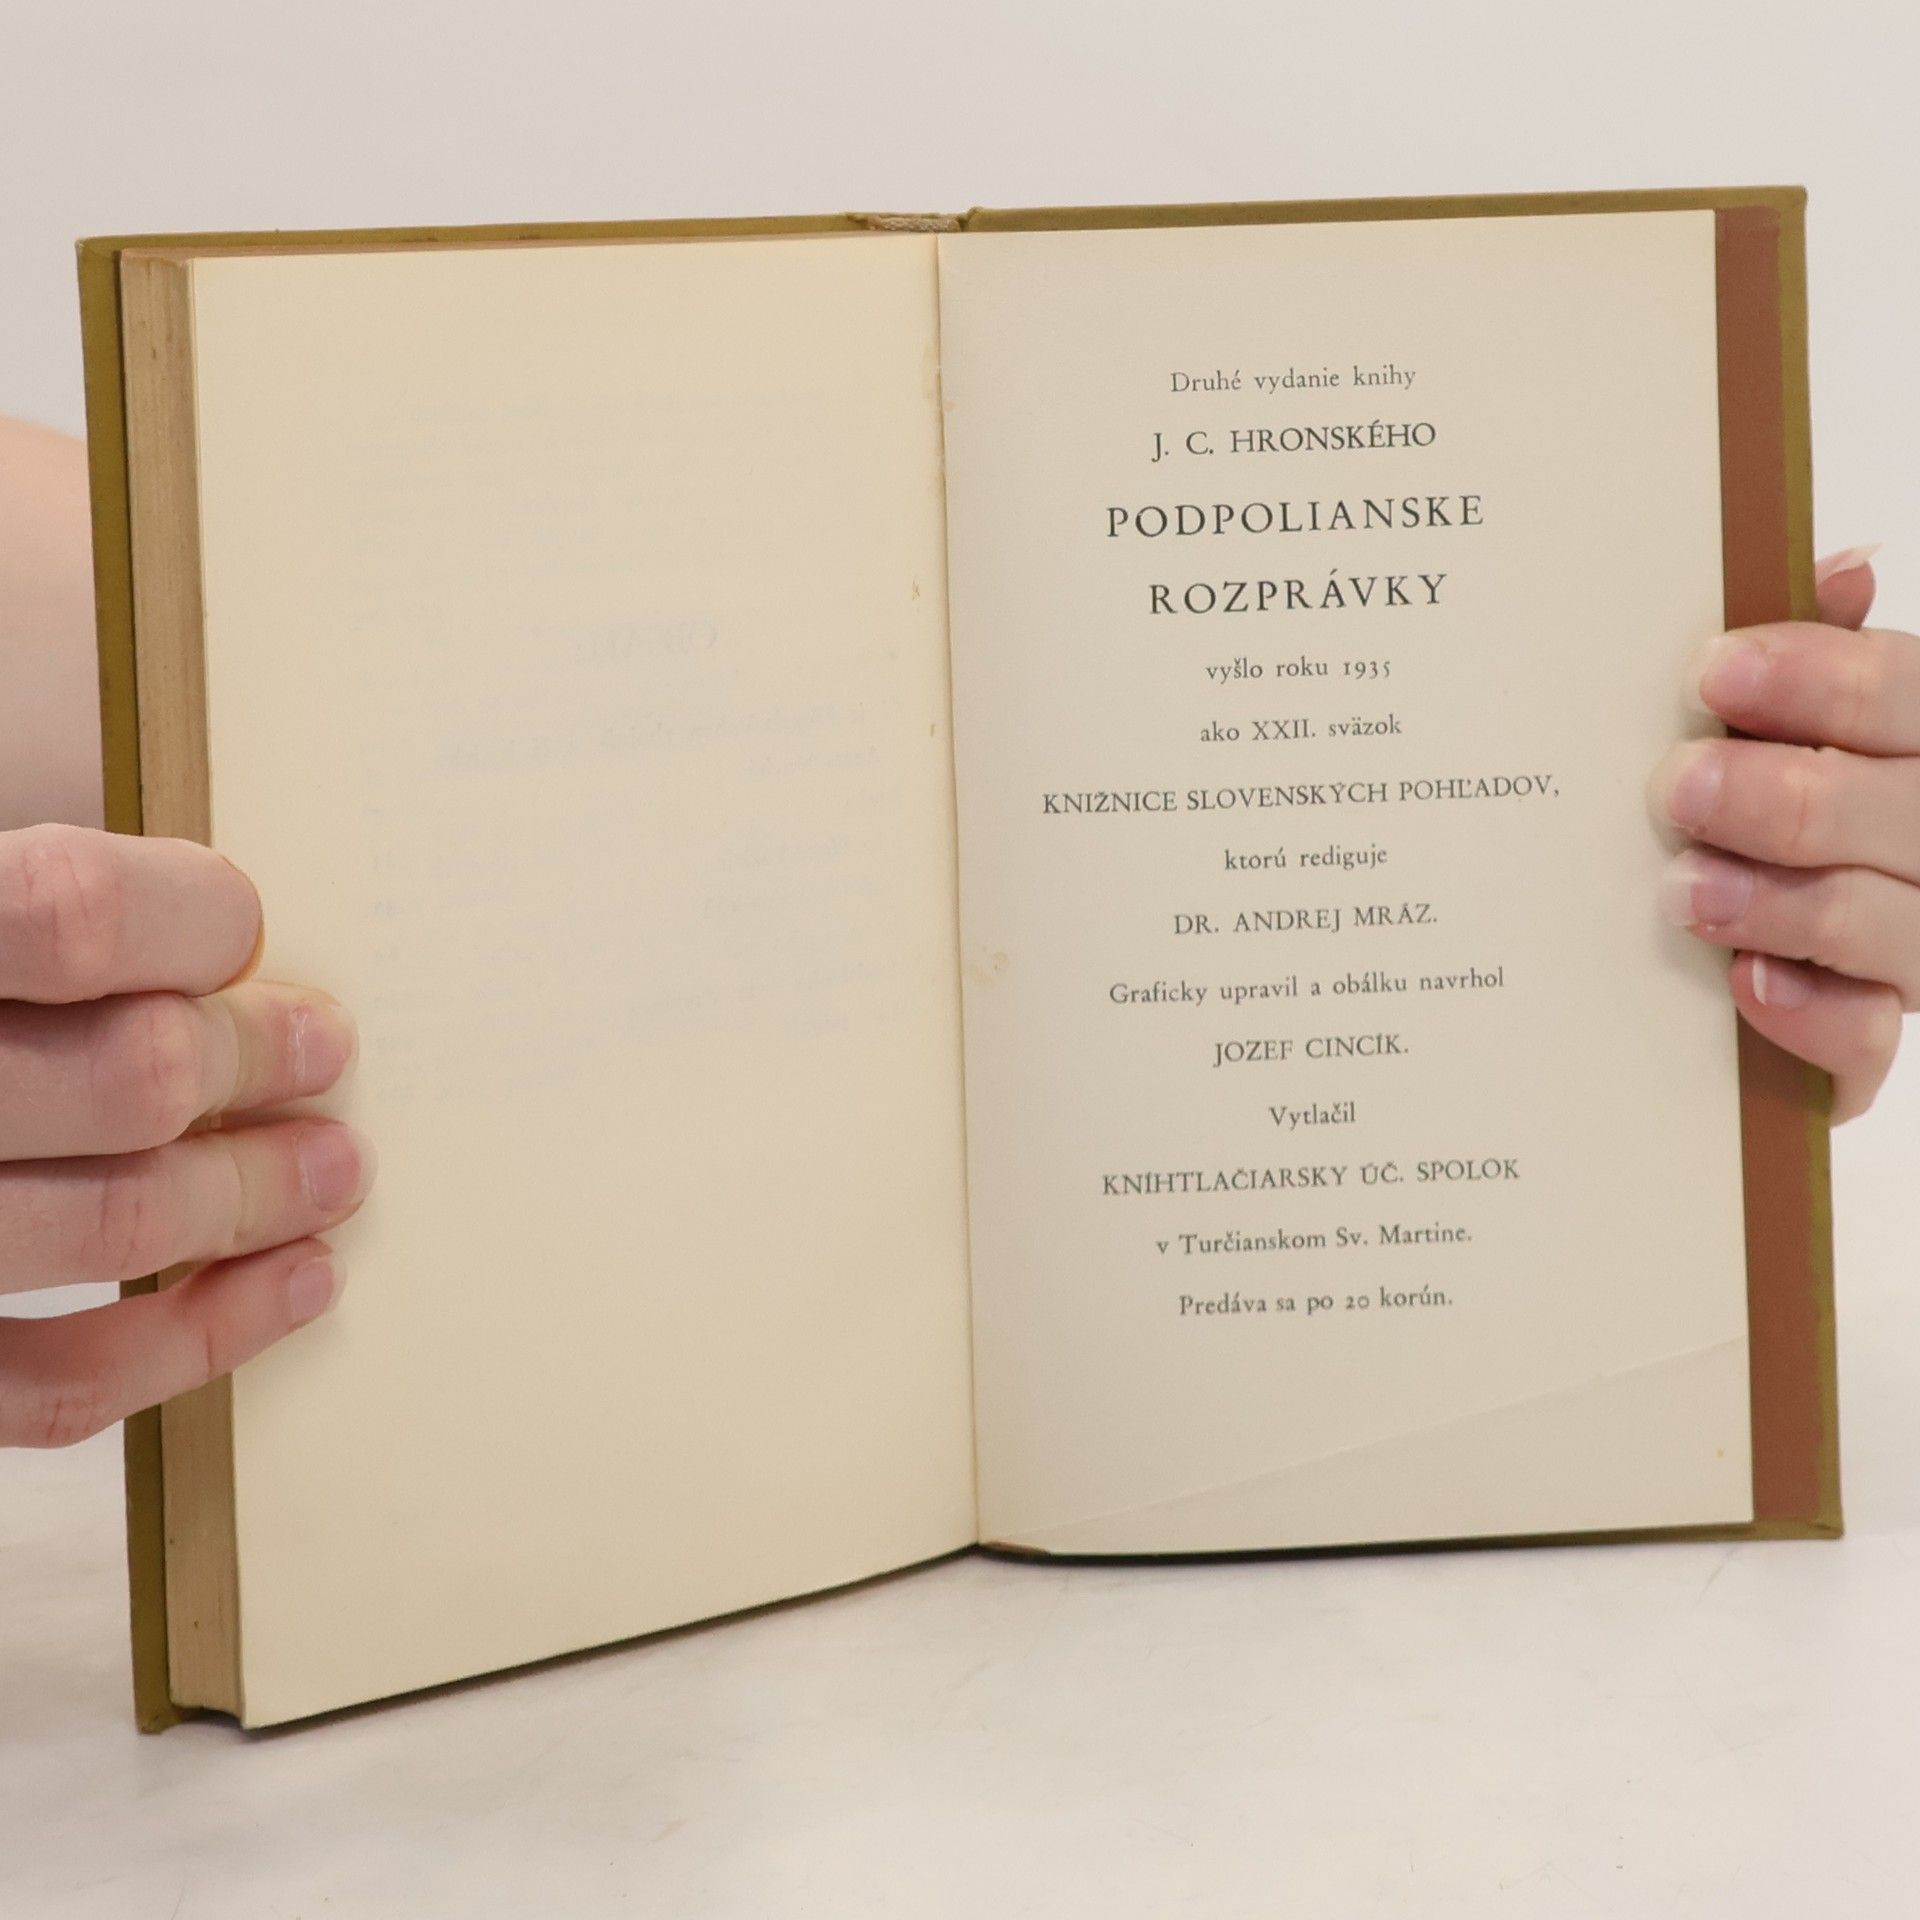 Druhé vydanie knihy
J. C. HRONSKÉHO
PODPOLIANSKE
ROZPRÁVKY
vyšlo roku 1935
ako XXII. sväzok
KNIŽNICE SLOVENSKÝCH POHĽADOV,
ktorú rediguje
DR. ANDREJ MRÁZ.
Graficky upravil a obálku navrhol
JOZEF CINCÍK.
Vytlačil
KNÍHTLAČIARSKY ÚČ. SPOLOK
v Turčianskom Sv. Martine.
Predáva sa po 20 korún.